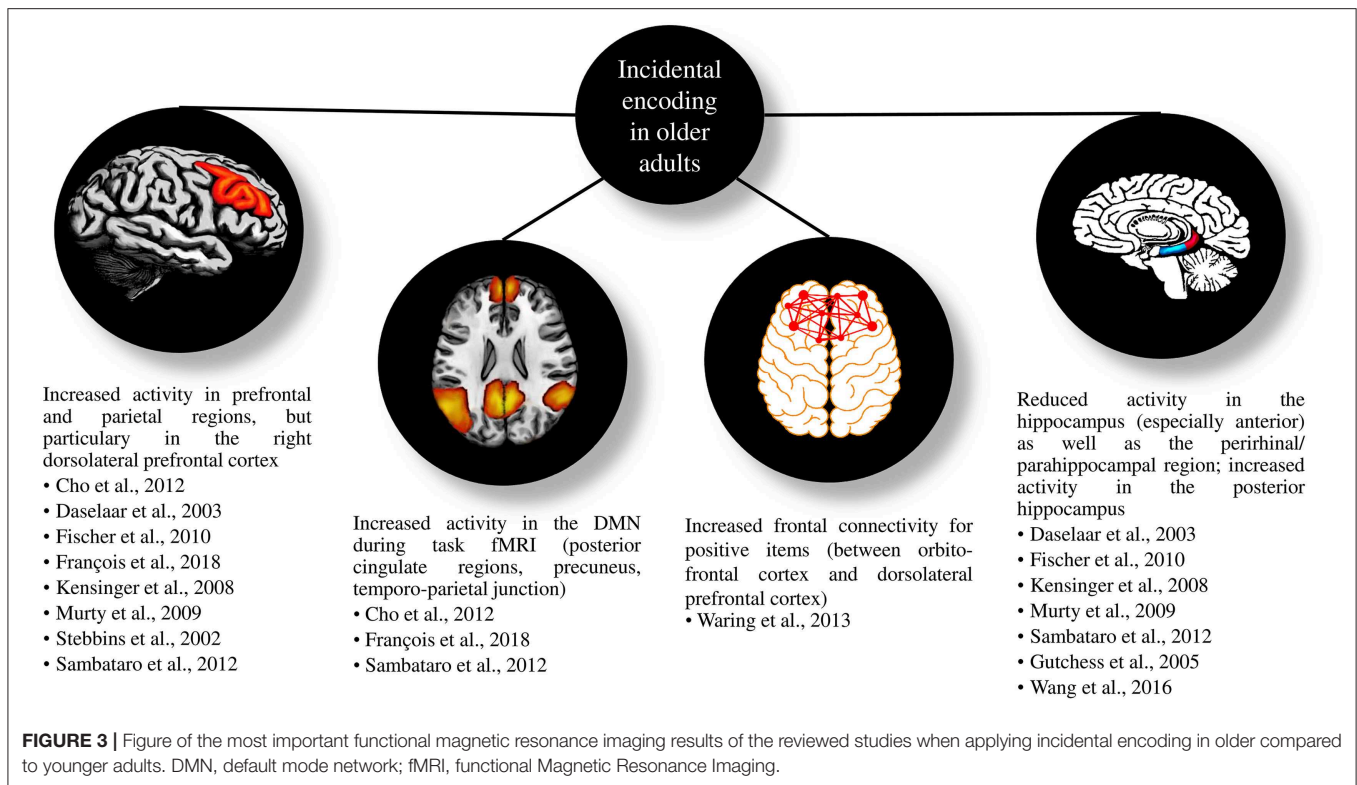 Incidental
encoding
in older
adults
Increased activity in prefrontal
and parietal regions, but
particulary in the right
dorsolateral prefrontal cortex
• Cho et al., 2012
• Daselaar et al., 2003
• Fischer et al., 2010
• François et al., 2018
• Kensinger et al., 2008
• Murty et al., 2009
• Stebbins et al., 2002
• Sambataro et al., 2012
Increased activity in the DMN
during task fMRI (posterior
cingulate regions, precuneus,
temporo-parietal junction)
• Cho et al., 2012
• François et al., 2018
• Sambataro et al., 2012
Increased frontal connectivity for
positive items (between orbito-
frontal cortex and dorsolateral
prefrontal cortex)
• Waring et al., 2013
Reduced activity in the
hippocampus (especially anterior)
as well as the perirhinal/
parahippocampal region; increased
activity in the posterior
hippocampus
• Daselaar et al., 2003
• Fischer et al., 2010
• Kensinger et al., 2008
• Murty et al., 2009
• Sambataro et al., 2012
• Gutchess et al., 2005
• Wang et al., 2016
FIGURE 3 | Figure of the most important functional magnetic resonance imaging results of the reviewed studies when applying incidental encoding in older compared
to younger adults. DMN, default mode network; fMRI, functional Magnetic Resonance Imaging.